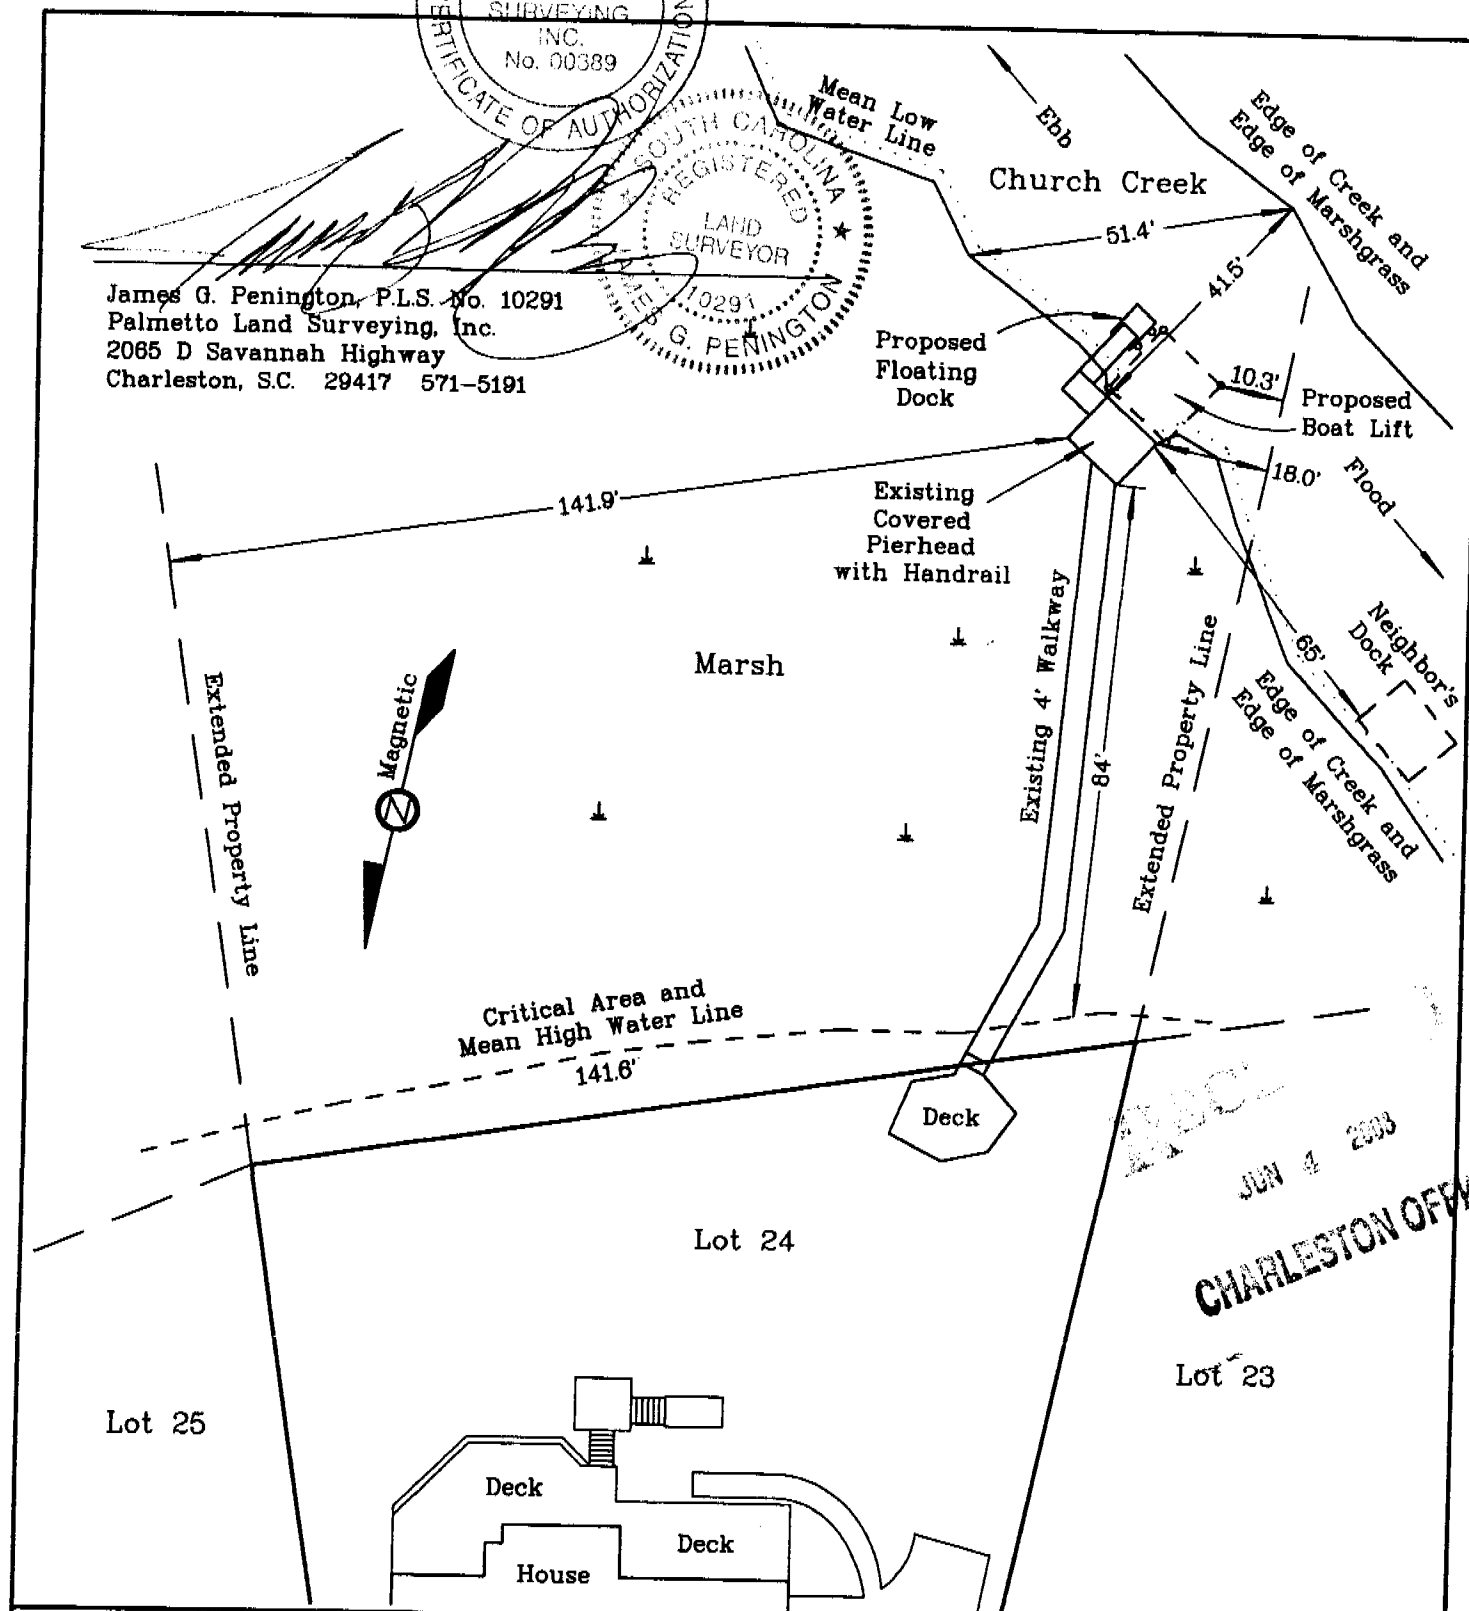 SURVEYING
INC.
No. 00389
CERTIFICATE OF AUTHORIZATION
SOUTH CAROLINA
REGISTERED
LAND
SURVEYOR
10291
JAMES G. PENINGTON
James G. Penington, P.L.S. No. 10291
Palmetto Land Surveying, Inc.
2065 D Savannah Highway
Charleston, S.C. 29417 571-5191
Mean Low
Water Line
Ebb
Church Creek
Edge of Creek and
Edge of Marshgrass
51.4'
41.5'
Proposed
Floating
Dock
10.3'
Proposed
Boat Lift
18.0'
Flood
141.9'
Existing
Covered
Pierhead
with Handrail
Existing 4' Walkway
84'
Extended Property Line
65'
Neighbor's
Dock
Edge of Creek and
Edge of Marshgrass
Marsh
Extended Property Line
Magnetic
N
Critical Area and
Mean High Water Line
141.6'
Deck
JUN 4 2003
CHARLESTON OFFI
Lot 24
Lot 23
Lot 25
Deck
Deck
House